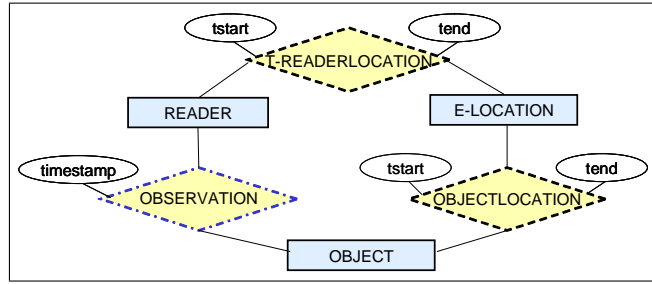 tstart
tend
T-READERLOCATION
READER
E-LOCATION
timestamp
tstart
tend
OBSERVATION
OBJECTLOCATION
OBJECT